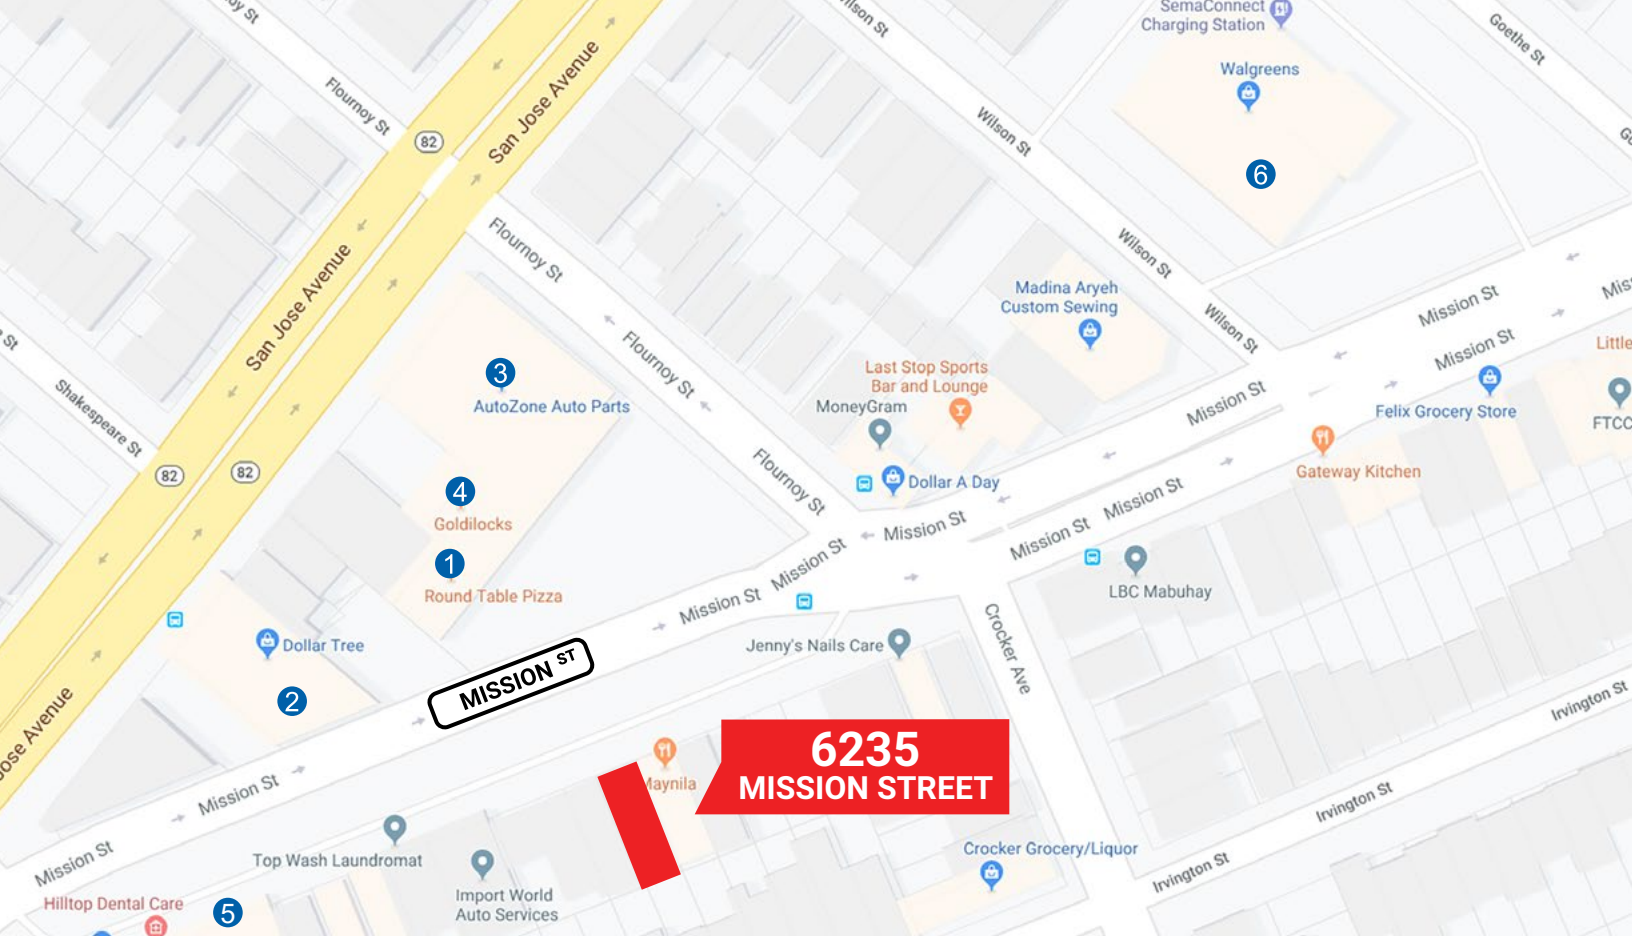 Flournoy St
San Jose Avenue
82
Wilson St
SemaConnect
Charging Station
Walgreens
6
Goethe St
Wilson St
Flournoy St
San Jose Avenue
Wilson St
Madina Aryeh
Custom Sewing
Wilson St
Mission St
Mission St
Felix Grocery Store
Little
FTCC
Shakespeare St
82
82
3
AutoZone Auto Parts
Flournoy St
Last Stop Sports
Bar and Lounge
MoneyGram
Mission St
Gateway Kitchen
4
Goldilocks
Flournoy St
Dollar A Day
Mission St
Mission St
Mission St
1
Round Table Pizza
Mission St
Mission St
LBC Mabuhay
Crocker Ave
Dollar Tree
2
MISSION ST
Jenny's Nails Care
Irvington St
6235
MISSION STREET
Maynila
Mission St
Mission St
Top Wash Laundromat
Import World
Auto Services
Hilltop Dental Care
5
Crocker Grocery/Liquor
Irvington St
Irvington St